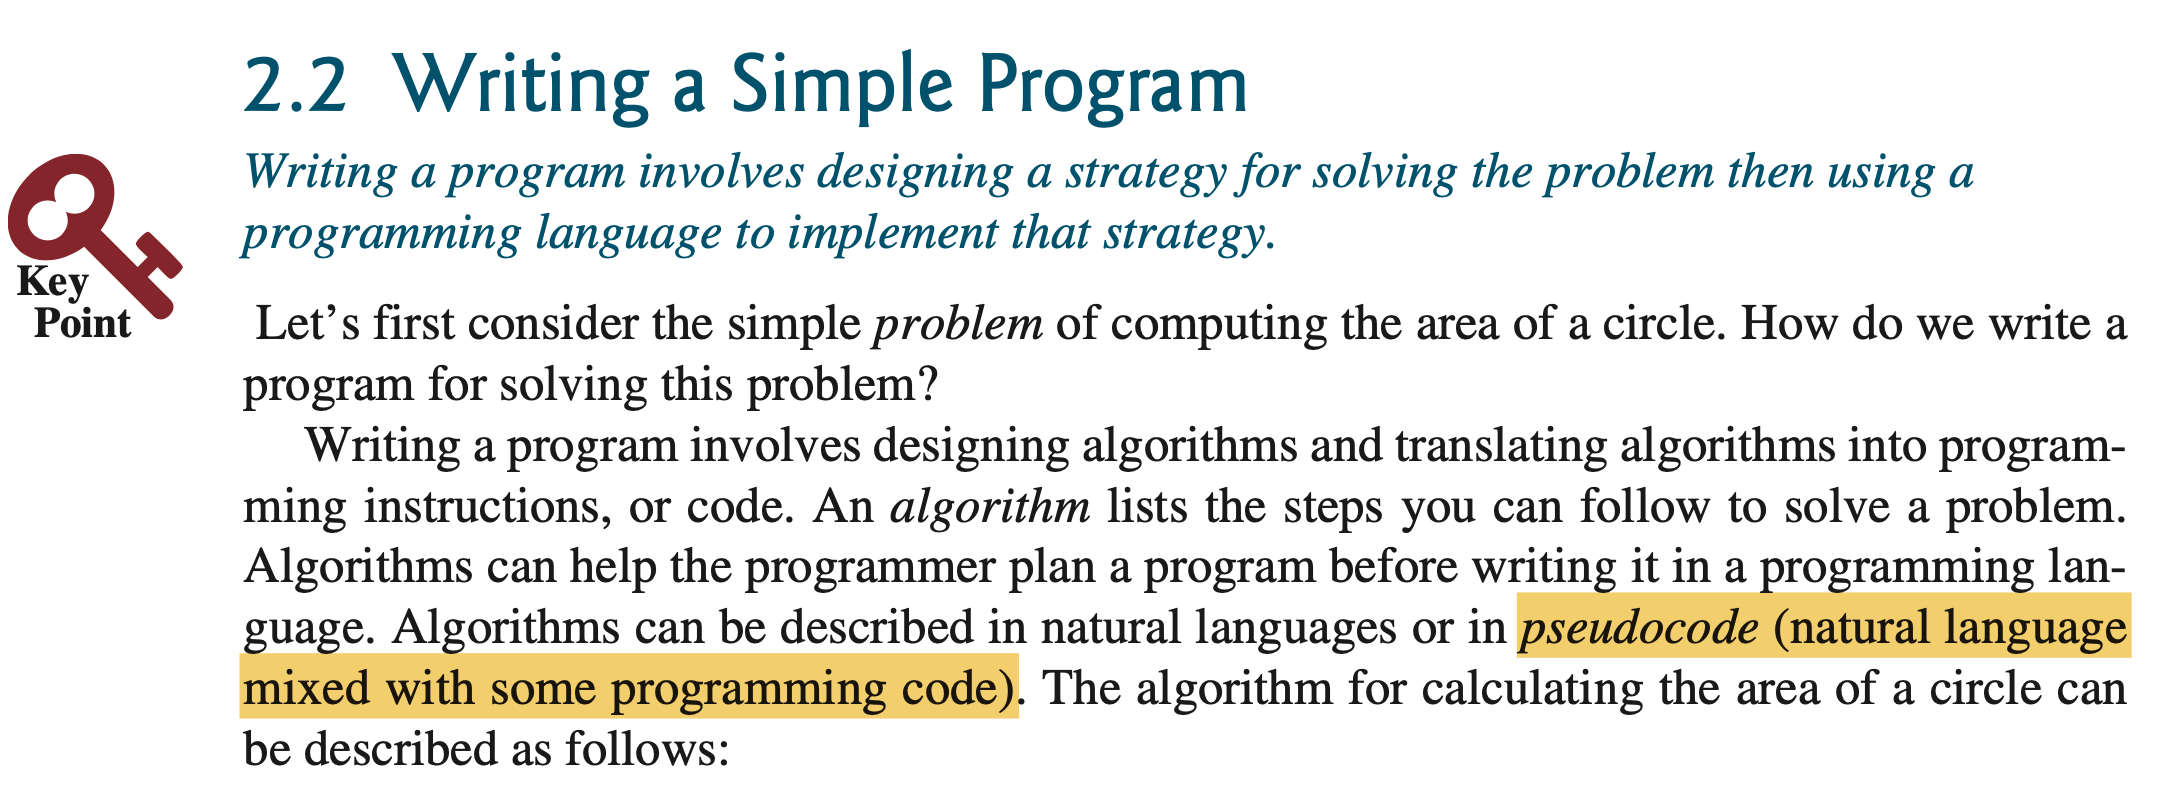 2.2 Writing a Simple Program
Writing a program involves designing a strategy for solving the problem then using a
programming language to implement that strategy.
Key
Point
Let’s first consider the simple problem of computing the area of a circle. How do we write a
program for solving this problem?
Writing a program involves designing algorithms and translating algorithms into program-
ming instructions, or code. An algorithm lists the steps you can follow to solve a problem.
Algorithms can help the programmer plan a program before writing it in a programming lan-
guage. Algorithms can be described in natural languages or in pseudocode (natural language
mixed with some programming code). The algorithm for calculating the area of a circle can
be described as follows: